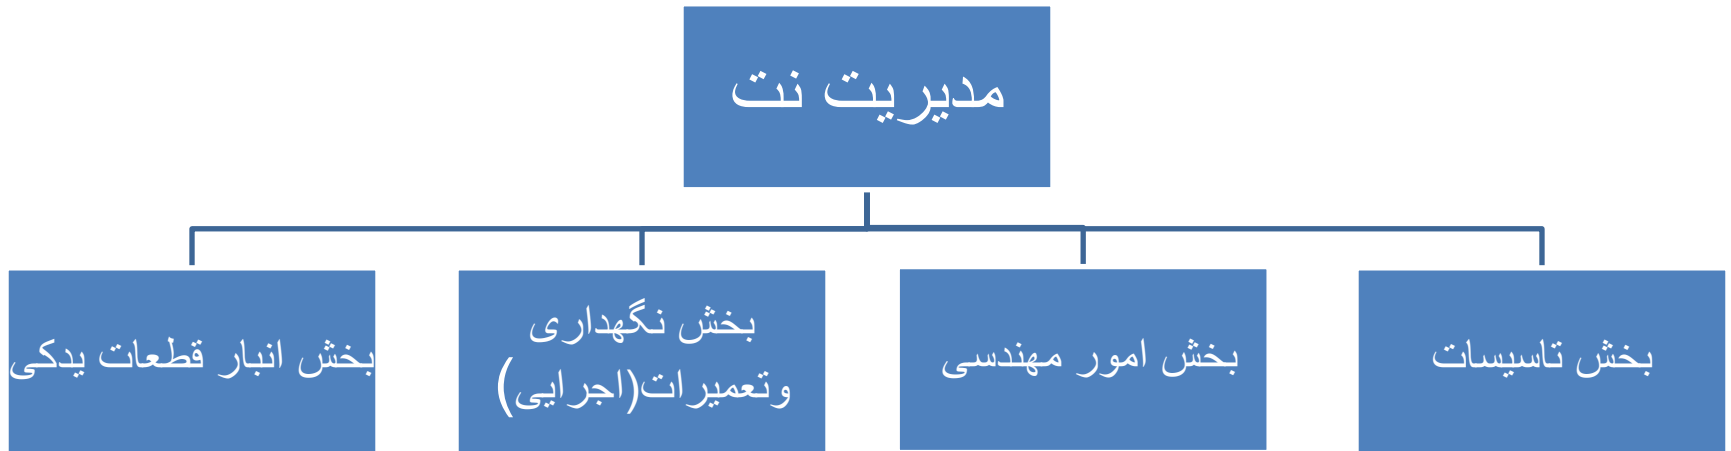 مدیریت نت
بخش تاسیسات
بخش امور مهندسی
بخش نگهداری
وتعمیرات(اجرایی)
بخش انبار قطعات یدکی